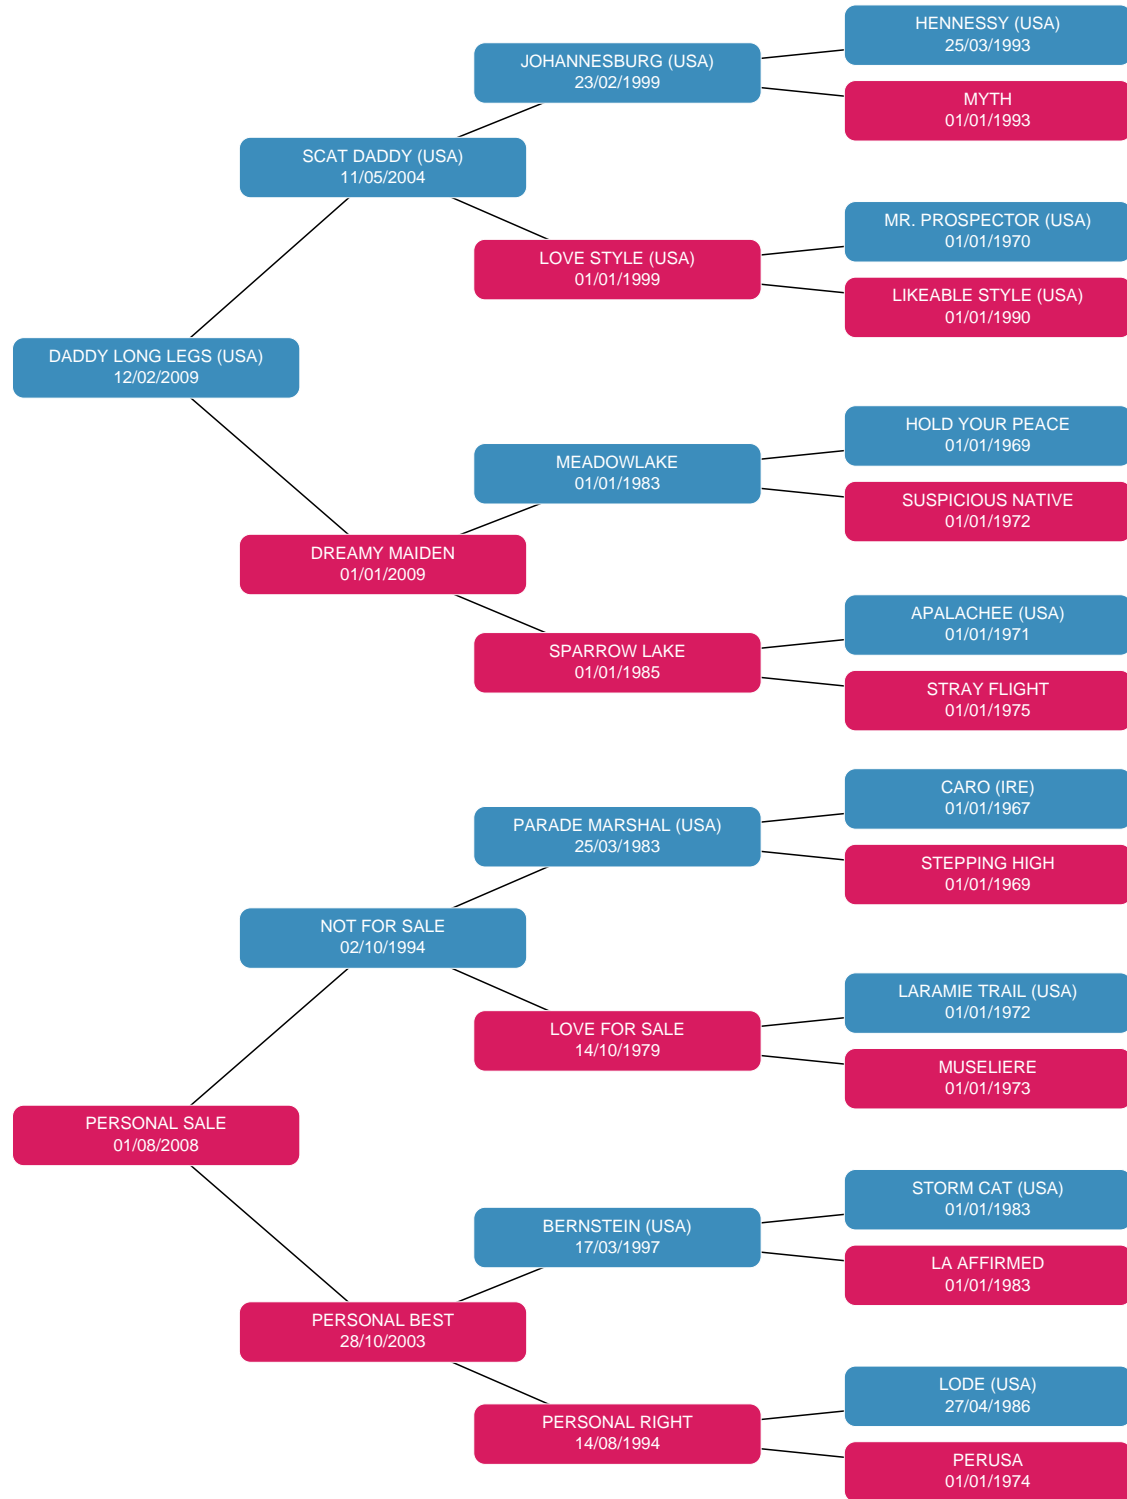 HENNESSY (USA)
25/03/1993
JOHANNESBURG (USA)
23/02/1999
MYTH
01/01/1993
SCAT DADDY (USA)
11/05/2004
MR. PROSPECTOR (USA)
01/01/1970
LOVE STYLE (USA)
01/01/1999
LIKEABLE STYLE (USA)
01/01/1990
DADDY LONG LEGS (USA)
12/02/2009
HOLD YOUR PEACE
01/01/1969
MEADOWLAKE
01/01/1983
SUSPICIOUS NATIVE
01/01/1972
DREAMY MAIDEN
01/01/2009
APALACHEE (USA)
01/01/1971
SPARROW LAKE
01/01/1985
STRAY FLIGHT
01/01/1975
CARO (IRE)
01/01/1967
PARADE MARSHAL (USA)
25/03/1983
STEPPING HIGH
01/01/1969
NOT FOR SALE
02/10/1994
LARAMIE TRAIL (USA)
01/01/1972
LOVE FOR SALE
14/10/1979
MUSELIERE
01/01/1973
PERSONAL SALE
01/08/2008
STORM CAT (USA)
01/01/1983
BERNSTEIN (USA)
17/03/1997
LA AFFIRMED
01/01/1983
PERSONAL BEST
28/10/2003
LODE (USA)
27/04/1986
PERSONAL RIGHT
14/08/1994
PERUSA
01/01/1974